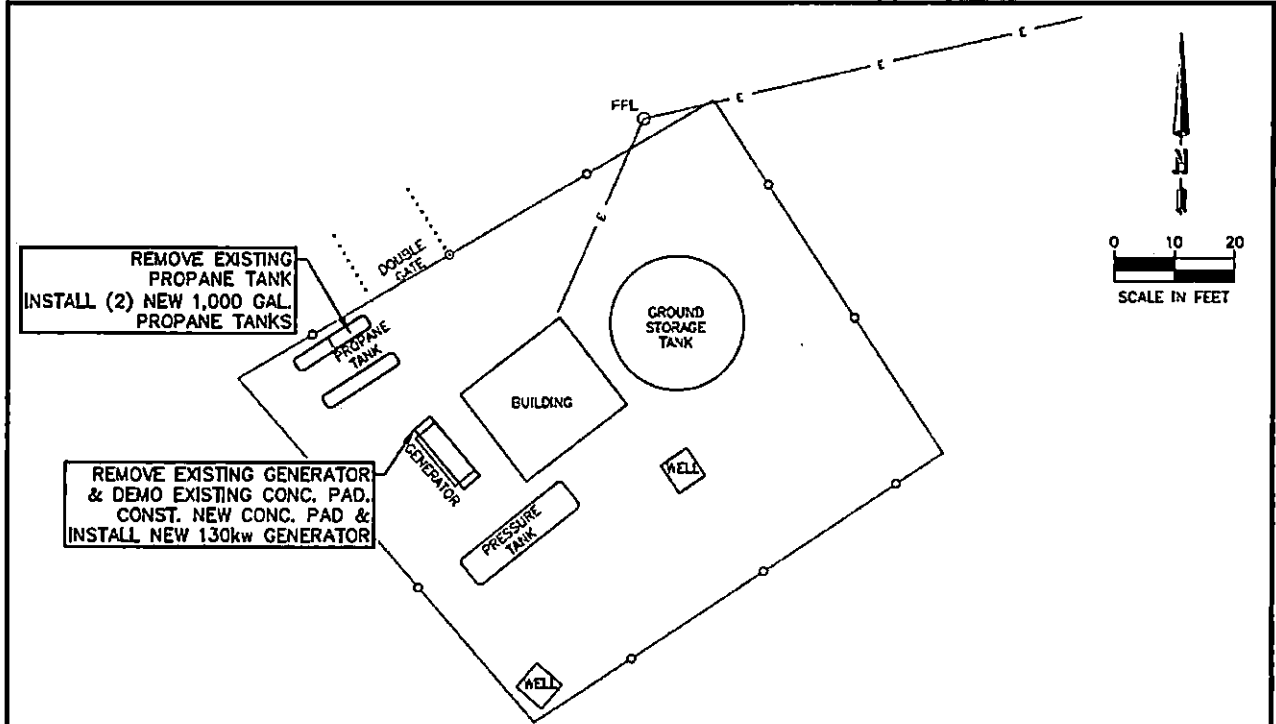 FFL
E
E
E
E
N
0 10 20
SCALE IN FEET
DOUBLE
GATE
REMOVE EXISTING
PROPANE TANK
INSTALL (2) NEW 1,000 GAL.
PROPANE TANKS
PROPANE
TANK
GROUND
STORAGE
TANK
BUILDING
GENERATOR
WELL
REMOVE EXISTING GENERATOR
& DEMO EXISTING CONC. PAD.
CONST. NEW CONC. PAD &
INSTALL NEW 130kw GENERATOR
PRESSURE
TANK
WELL